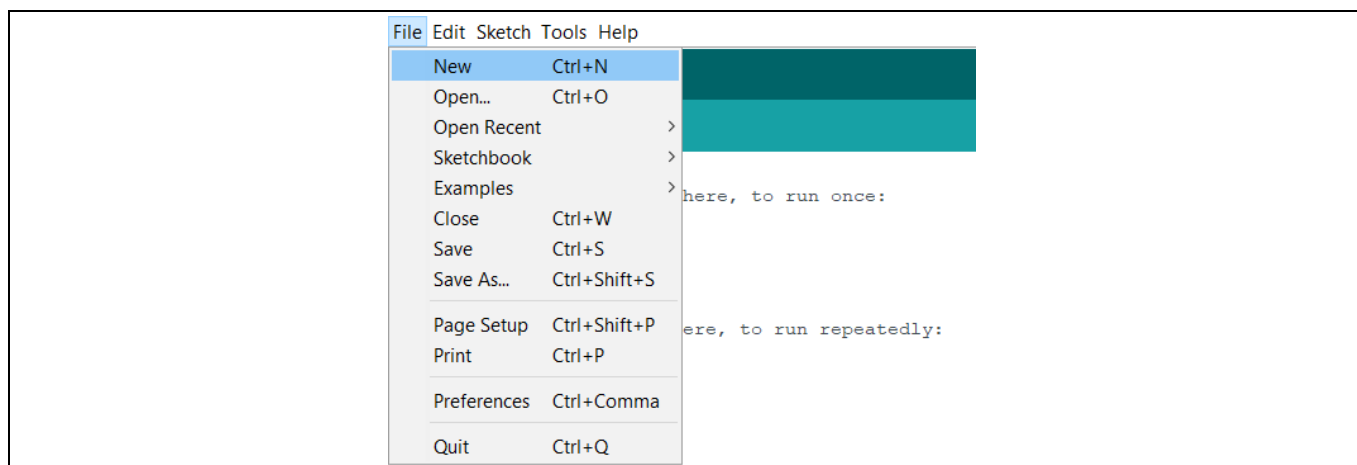 File Edit Sketch Tools Help
New Ctrl+N
Open... Ctrl+O
Open Recent >
Sketchbook >
Examples >
here, to run once:
Close Ctrl+W
Save Ctrl+S
Save As... Ctrl+Shift+S
Page Setup Ctrl+Shift+P
ere, to run repeatedly:
Print Ctrl+P
Preferences Ctrl+Comma
Quit Ctrl+Q